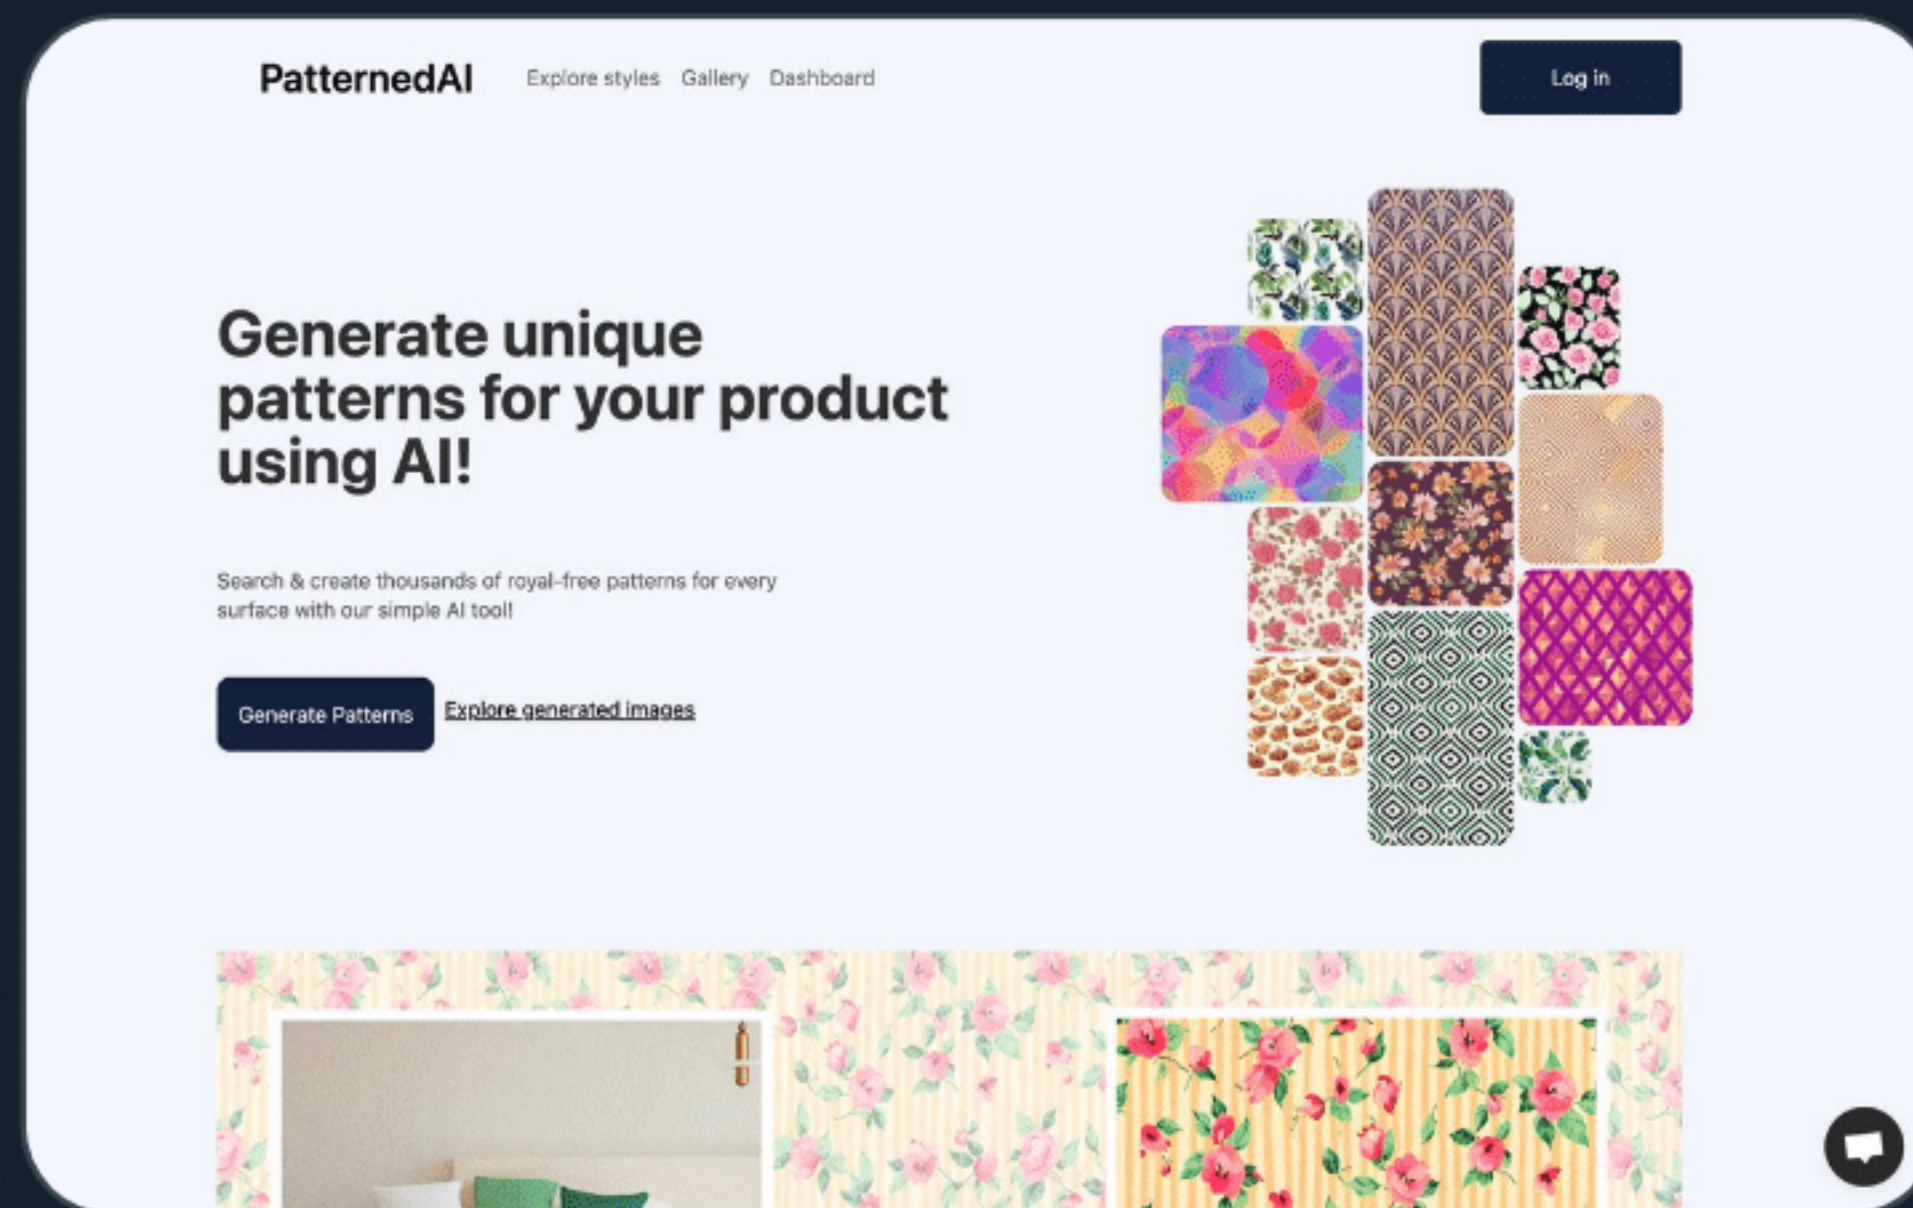 PatternedAI
Explore styles Gallery Dashboard
Log in
Generate unique
patterns for your product
using AI!
Search & create thousands of royal-free patterns for every
surface with our simple AI tool!
Generate Patterns
Explore generated images